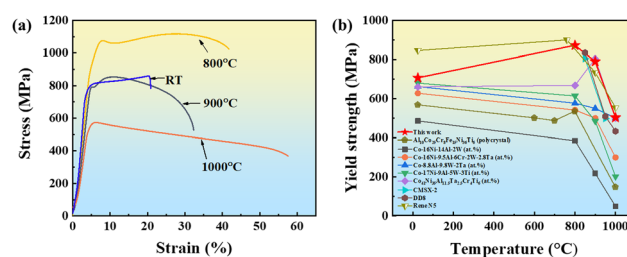 (a)
1400
1200
1000
800
600
400
200
0
0 10 20 30 40 50 60
Stress (MPa)
Strain (%)
800°C
RT
900°C
1000°C
(b)
1000
800
600
400
200
0
0 200 400 600 800 1000
Yield strength (MPa)
Temperature (°C)
This work
(polycrystal)
Co-16Ni-14Al-2W (at.%)
Co-16Ni-9.5Al-6Cr-2W-2.8Ta (at.%)
Co-8.8Al-9.8W-2Ta (at.%)
Co-17Ni-9Al-5W-3Ti (at.%)
(at.%)
CMSX-2
DD8
Rene N5